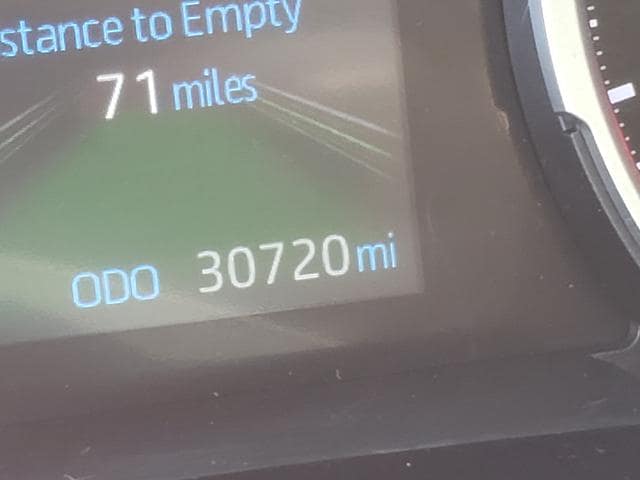 stance to Empty
71 miles
ODO 30720 mi